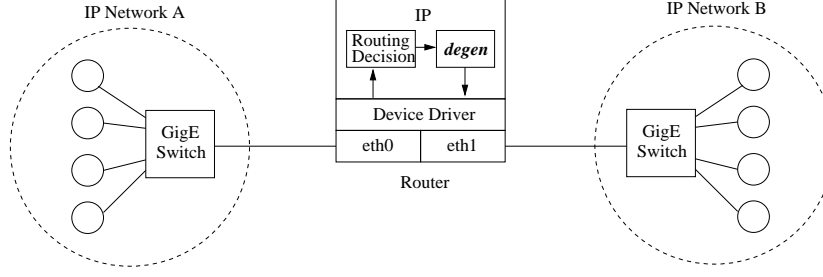 IP Network A
IP
IP Network B
Routing
Decision
degen
GigE
Switch
Device Driver
eth0
eth1
Router
GigE
Switch